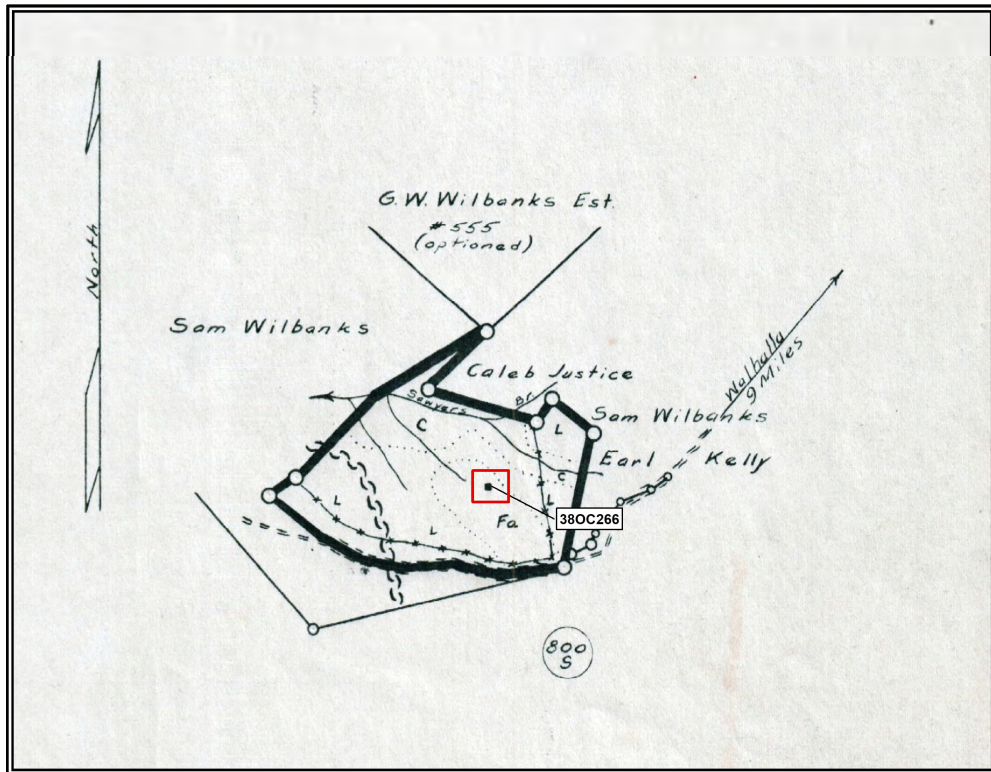 G.W. Wilbanks Est.
#555
(optioned)
North
Sam Wilbanks
Walhalla
9 Miles
Caleb Justice
Sawyers Br.
C
L
Sam Wilbanks
Earl Kelly
C
L
L
L
Fa
38OC266
800
S